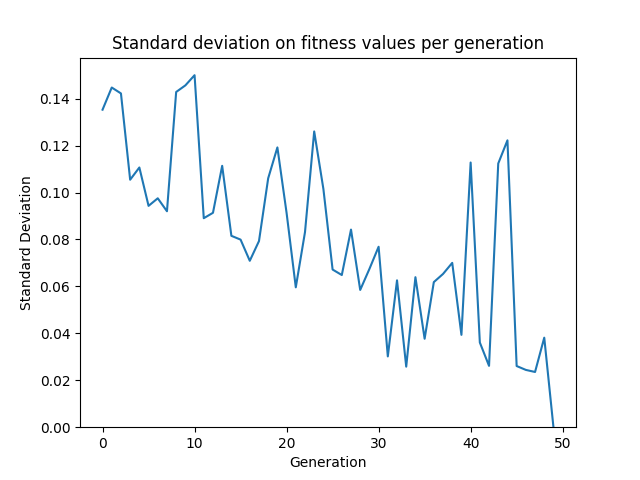 Standard deviation on fitness values per generation
0.14
0.12
0.10
0.08
0.06
0.04
0.02
0.00
Standard Deviation
0 10 20 30 40 50
Generation